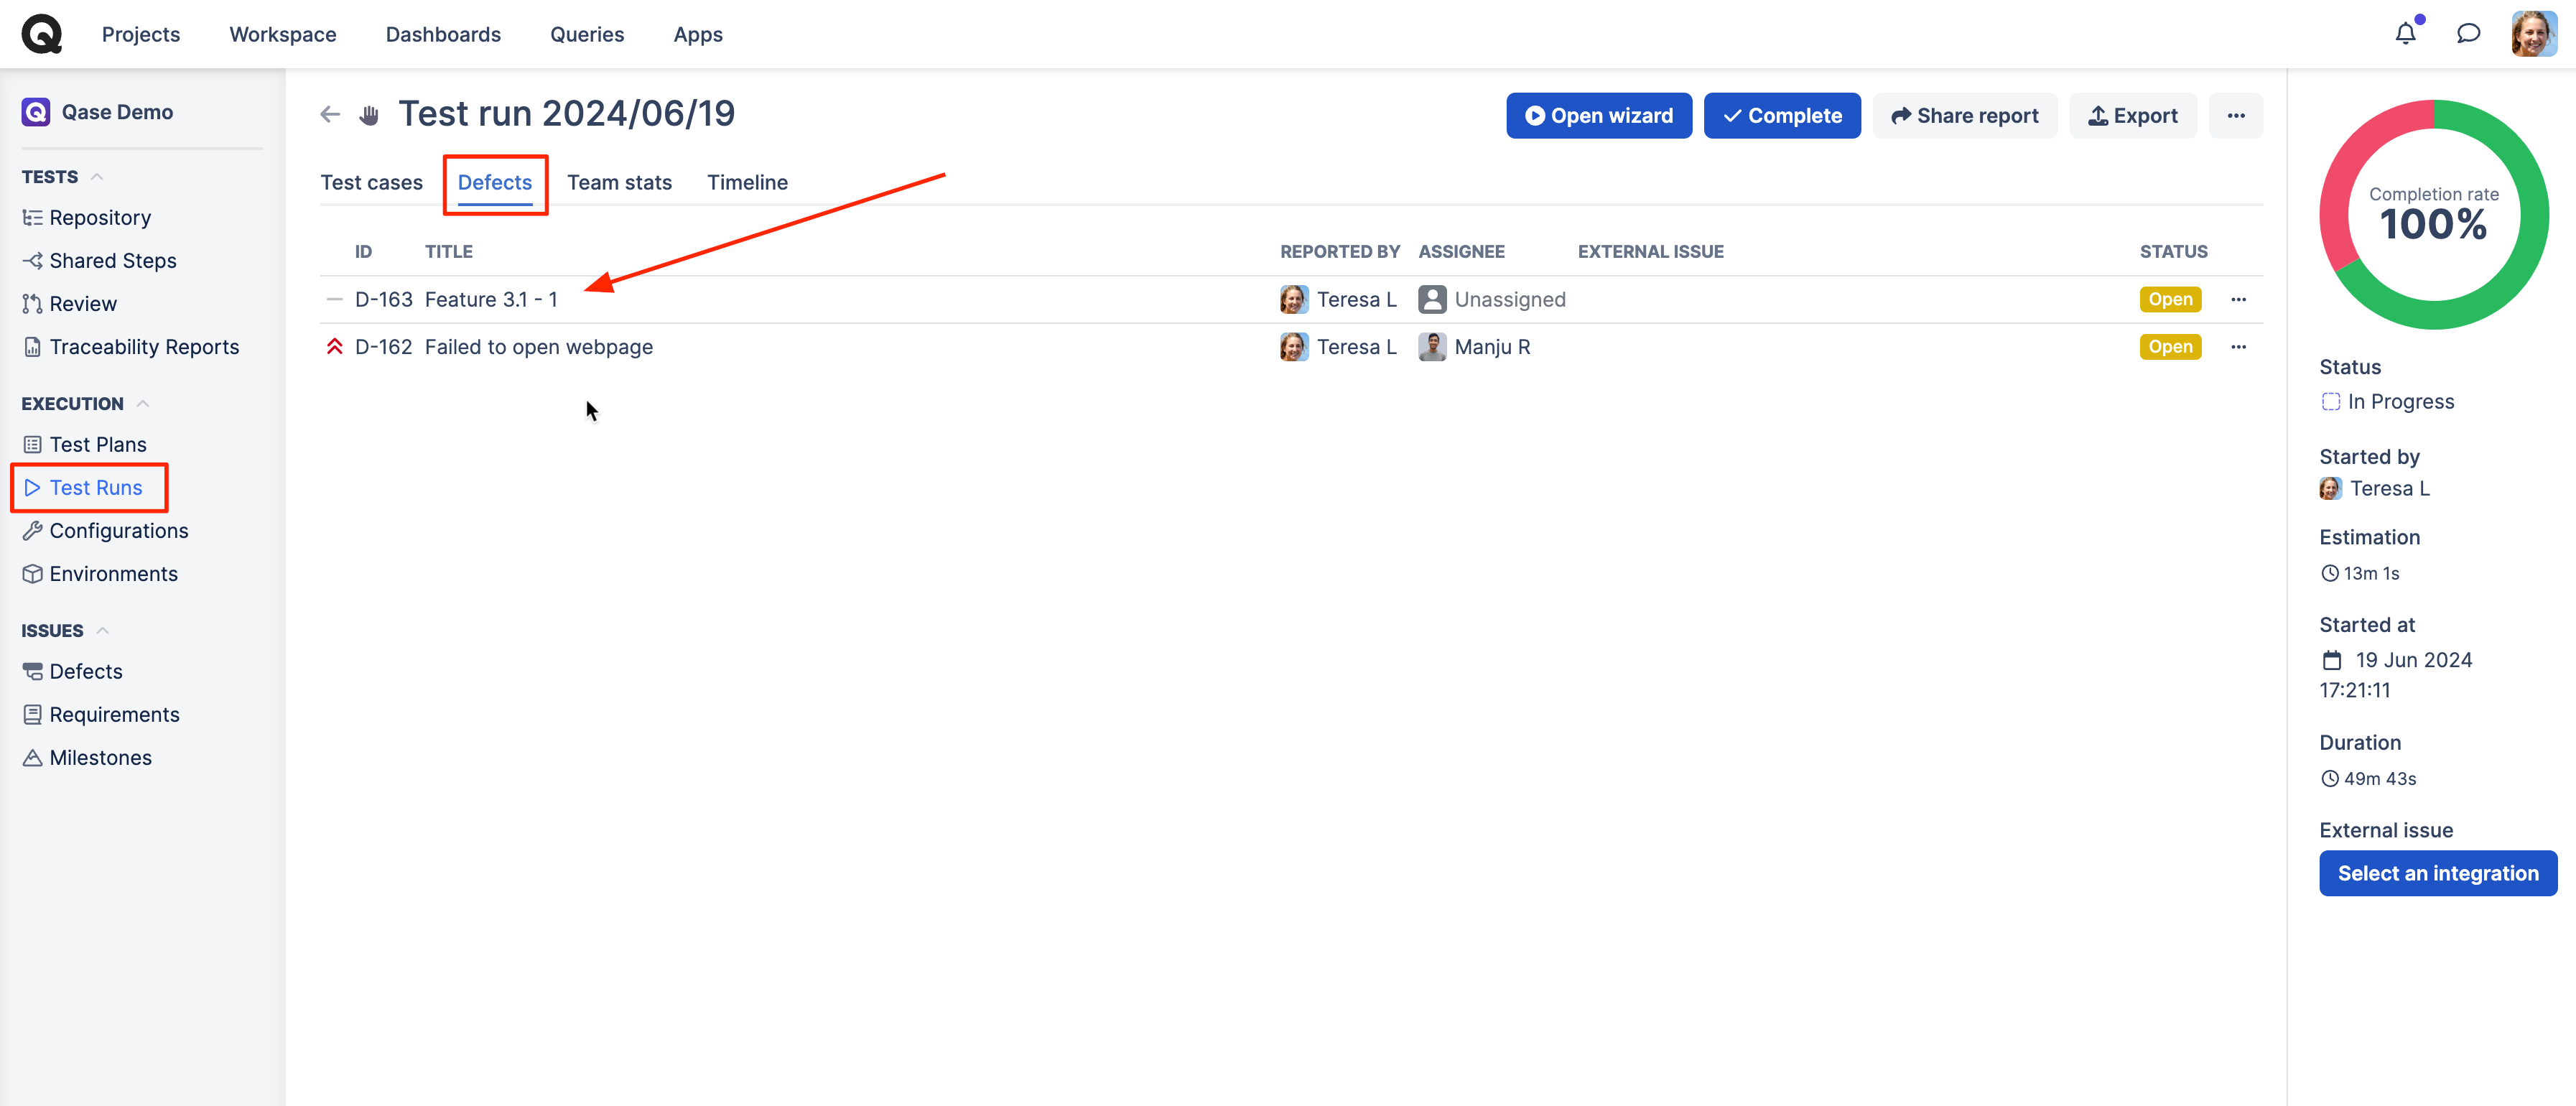 Projects Workspace Dashboards Queries Apps
Qase Demo
TESTS
Repository
Shared Steps
Review
Traceability Reports
EXECUTION
Test Plans
Test Runs
Configurations
Environments
ISSUES
Defects
Requirements
Milestones
Test run 2024/06/19
Open wizard Complete Share report Export
Test cases Defects Team stats Timeline
ID TITLE REPORTED BY ASSIGNEE EXTERNAL ISSUE STATUS
D-163 Feature 3.1 - 1 Teresa L Unassigned Open
D-162 Failed to open webpage Teresa L Manju R Open
Completion rate
100%
Status
In Progress
Started by
Teresa L
Estimation
13m 1s
Started at
19 Jun 2024
17:21:11
Duration
49m 43s
External issue
Select an integration